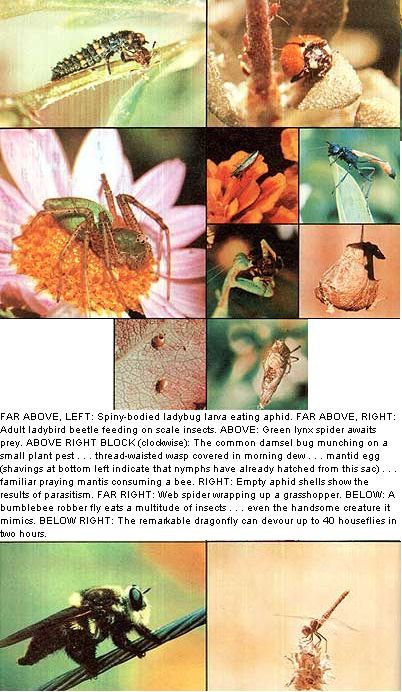 FAR ABOVE, LEFT: Spiny-bodied ladybug larva eating aphid. FAR ABOVE, RIGHT:
Adult ladybird beetle feeding on scale insects. ABOVE: Green lynx spider awaits
prey. ABOVE RIGHT BLOCK (clockwise): The common damsel bug munching on a
small plant pest . . . thread-waisted wasp covered in morning dew . . . mantid egg
(shavings at bottom left indicate that nymphs have already hatched from this sac) . . .
familiar praying mantis consuming a bee. RIGHT: Empty aphid shells show the
results of parasitism. FAR RIGHT: Web spider wrapping up a grasshopper. BELOW: A
bumblebee robber fly eats a multitude of insects . . . even the handsome creature it
mimics. BELOW RIGHT: The remarkable dragonfly can devour up to 40 houseflies in
two hours.